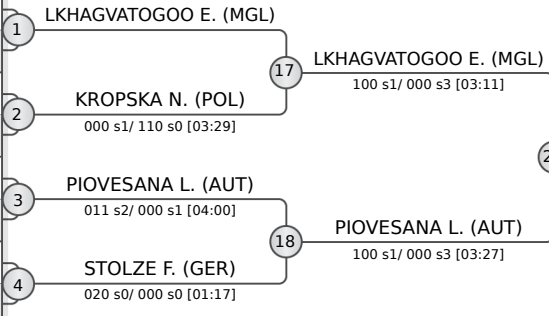 LKHAGVATOGOO E. (MGL)
1
17
LKHAGVATOGOO E. (MGL)
100 s1/ 000 s3 [03:11]
KROPSKA N. (POL)
2
000 s1/ 110 s0 [03:29]
2
PIOVESANA L. (AUT)
3
011 s2/ 000 s1 [04:00]
18
PIOVESANA L. (AUT)
100 s1/ 000 s3 [03:27]
STOLZE F. (GER)
4
020 s0/ 000 s0 [01:17]